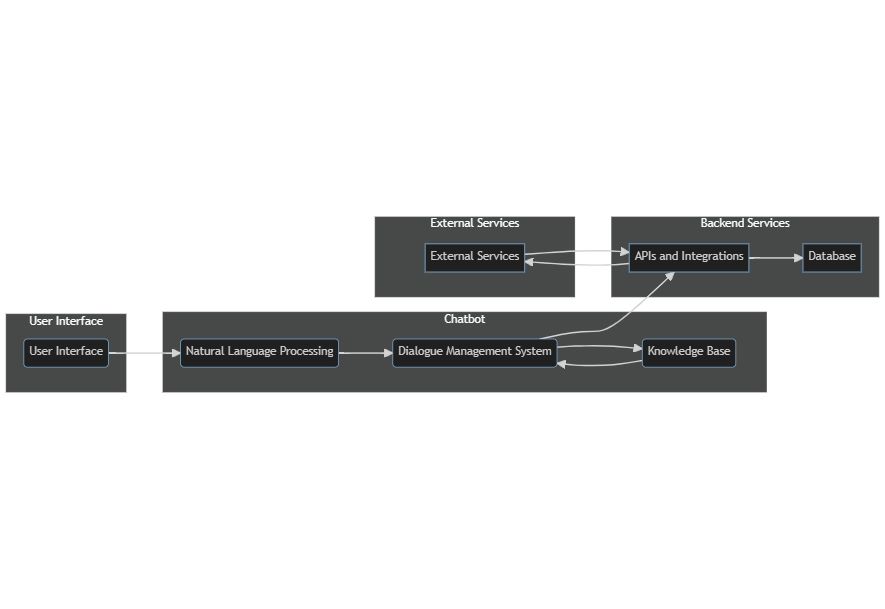 External Services
Backend Services
External Services
APIs and Integrations
Database
User Interface
Chatbot
User Interface
Natural Language Processing
Dialogue Management System
Knowledge Base